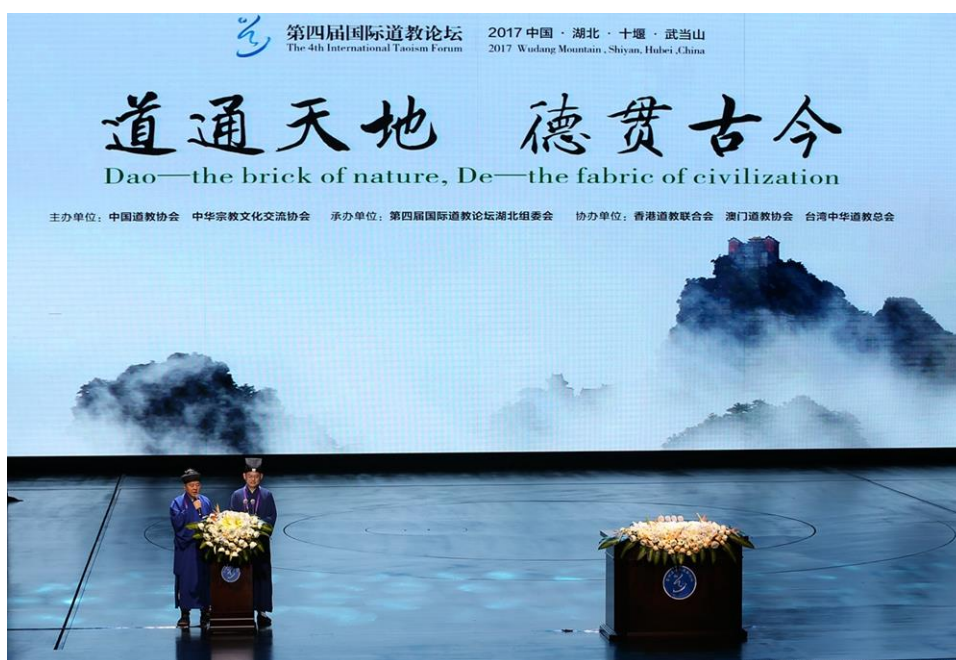 第四届国际道教论坛
The 4th International Taoism Forum
2017 中国 · 湖北 · 十堰 · 武当山
2017 Wudang Mountain , Shiyan, Hubei ,China
道通天地 德贯古今
Dao—the brick of nature, De—the fabric of civilization
主办单位：中国道教协会 中华宗教文化交流协会 承办单位：第四届国际道教论坛湖北组委会 协办单位：香港道教联合会 澳门道教协会 台湾中华道教总会